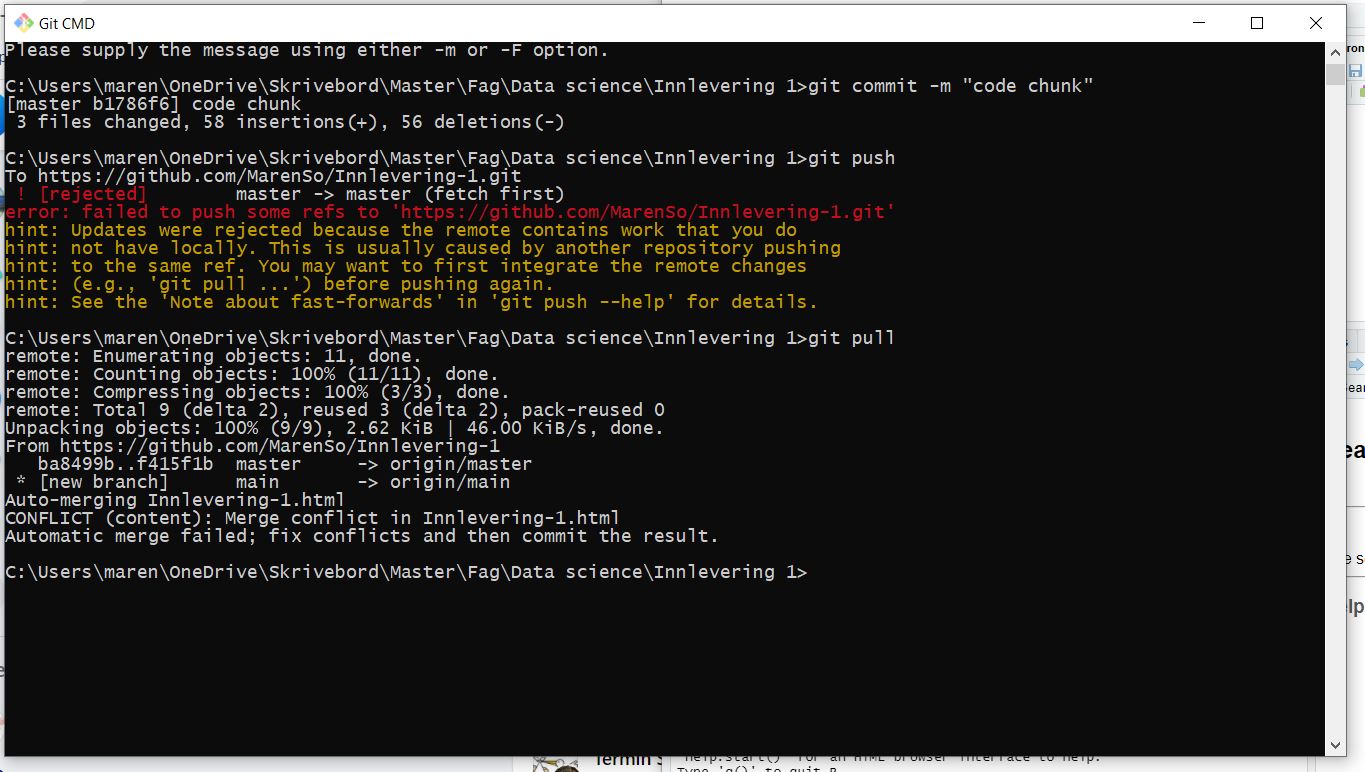 Git CMD
Please supply the message using either -m or -F option.
C:\Users\maren\OneDrive\Skrivebord\Master\Fag\Data science\Innlevering 1>git commit -m "code chunk"
[master b1786f6] code chunk
 3 files changed, 58 insertions(+), 56 deletions(-)
C:\Users\maren\OneDrive\Skrivebord\Master\Fag\Data science\Innlevering 1>git push
To https://github.com/MarenSo/Innlevering-1.git
 ! [rejected]        master -> master (fetch first)
error: failed to push some refs to 'https://github.com/MarenSo/Innlevering-1.git'
hint: Updates were rejected because the remote contains work that you do
hint: not have locally. This is usually caused by another repository pushing
hint: to the same ref. You may want to first integrate the remote changes
hint: (e.g., 'git pull ...') before pushing again.
hint: See the 'Note about fast-forwards' in 'git push --help' for details.
C:\Users\maren\OneDrive\Skrivebord\Master\Fag\Data science\Innlevering 1>git pull
remote: Enumerating objects: 11, done.
remote: Counting objects: 100% (11/11), done.
remote: Compressing objects: 100% (3/3), done.
remote: Total 9 (delta 2), reused 3 (delta 2), pack-reused 0
Unpacking objects: 100% (9/9), 2.62 KiB | 46.00 KiB/s, done.
From https://github.com/MarenSo/Innlevering-1
   ba8499b..f415f1b  master     -> origin/master
 * [new branch]      main       -> origin/main
Auto-merging Innlevering-1.html
CONFLICT (content): Merge conflict in Innlevering-1.html
Automatic merge failed; fix conflicts and then commit the result.
C:\Users\maren\OneDrive\Skrivebord\Master\Fag\Data science\Innlevering 1>
Termin
'help.start()' for an HTML browser interface to help.
Type 'q()' to quit R.